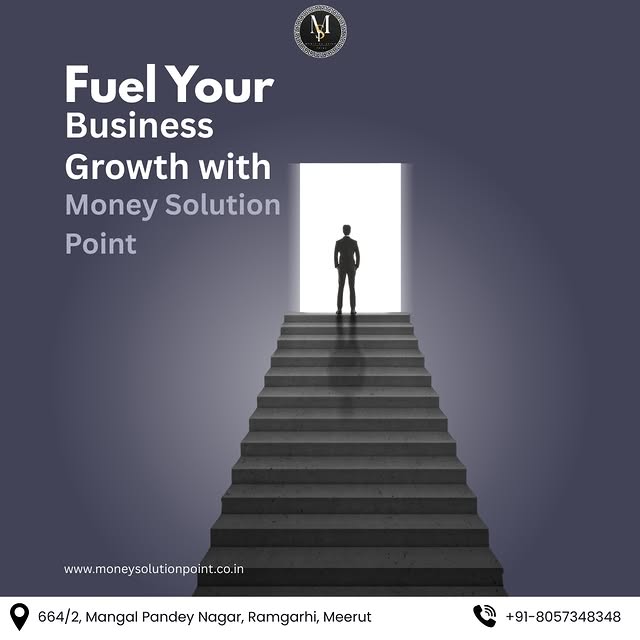 MS
Fuel Your
Business
Growth with
Money Solution
Point
www.moneysolutionpoint.co.in
664/2, Mangal Pandey Nagar, Ramgarhi, Meerut
+91-8057348348